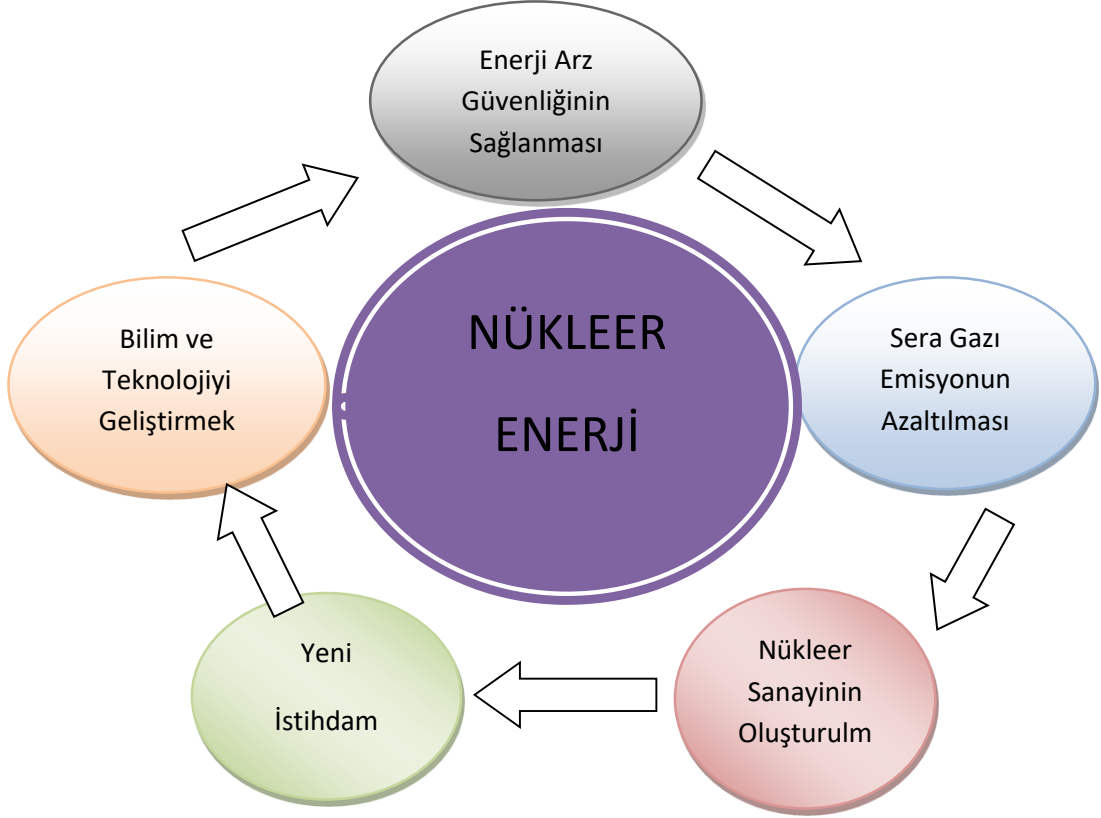 Enerji Arz
Güvenliğinin
Sağlanması
NÜKLEER
ENERJİ
Sera Gazı
Emisyonun
Azaltılması
Nükleer
Sanayinin
Oluşturulm
Yeni
İstihdam
Bilim ve
Teknolojiyi
Geliştirmek